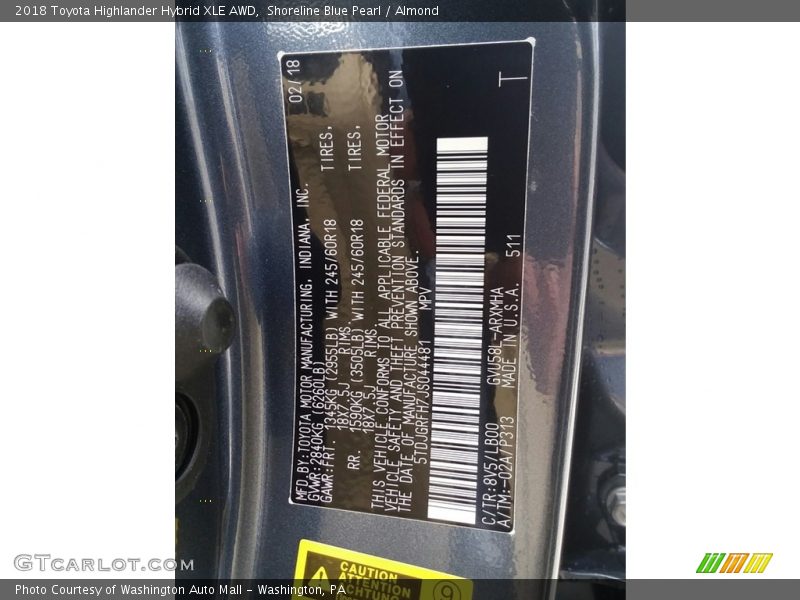 2018 Toyota Highlander Hybrid XLE AWD,  Shoreline Blue Pearl / Almond
MFD.BY:TOYOTA MOTOR MANUFACTURING, INDIANA, INC. 02/18
GVWR:2840KG (6260LB)
GAWR:FRT 1345KG (2955LB) WITH 245/60R18 TIRES,
18X7.5J RIMS.
RR. 1590KG (3505LB) WITH 245/60R18 TIRES,
18X7.5J RIMS.
THIS VEHICLE CONFORMS TO ALL APPLICABLE FEDERAL MOTOR
VEHICLE SAFETY AND THEFT PREVENTION STANDARDS IN EFFECT ON
THE DATE OF MANUFACTURE SHOWN ABOVE.
5TDJGRFH7JS044481 MPV
C/TR:8V5/LB00 GVU58L-ARXMHA
A/TM:-02A/P313 MADE IN U.S.A. 511 T
CAUTION
ATTENTION
ACHTUNG
GTCarLot.com
Photo Courtesy of Washington Auto Mall - Washington, PA